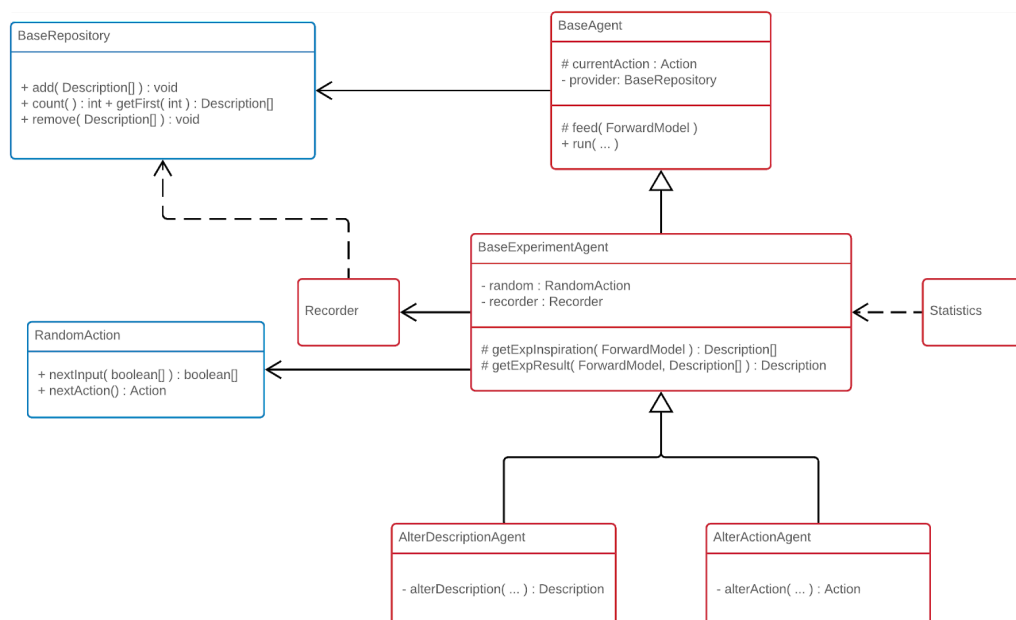 BaseRepository
+ add( Description[] ) : void
+ count( ) : int + getFirst( int ) : Description[]
+ remove( Description[] ) : void
BaseAgent
# currentAction : Action
- provider: BaseRepository
# feed( ForwardModel )
+ run( ... )
BaseExperimentAgent
- random : RandomAction
- recorder : Recorder
# getExpInspiration( ForwardModel ) : Description[]
# getExpResult( ForwardModel, Description[] ) : Description
Recorder
Statistics
RandomAction
+ nextInput( boolean[] ) : boolean[]
+ nextAction() : Action
AlterDescriptionAgent
- alterDescription( ... ) : Description
AlterActionAgent
- alterAction( ... ) : Action